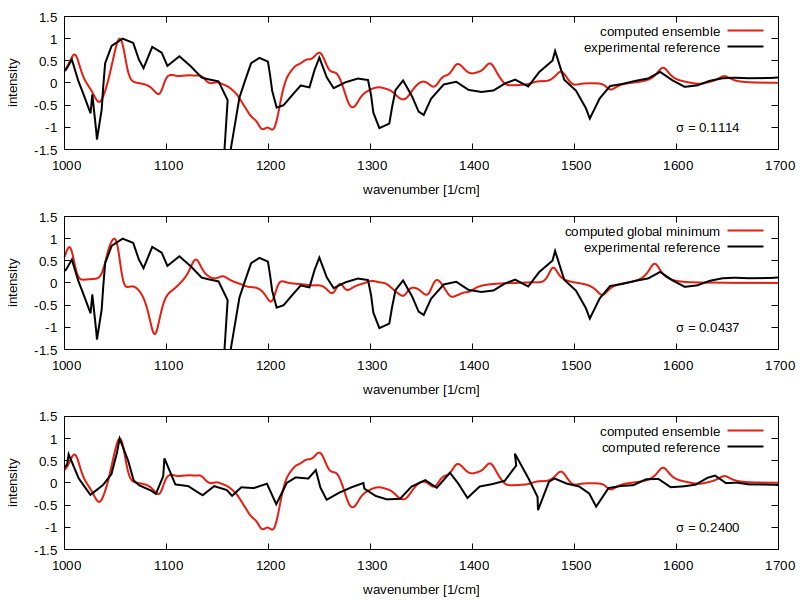 1.5
computed ensemble
1
experimental reference
0.5
intensity
0
-0.5
-1
σ = 0.1114
-1.5
1000 1100 1200 1300 1400 1500 1600 1700
wavenumber [1/cm]
1.5
computed global minimum
1
experimental reference
0.5
intensity
0
-0.5
-1
σ = 0.0437
-1.5
1000 1100 1200 1300 1400 1500 1600 1700
wavenumber [1/cm]
1.5
computed ensemble
1
computed reference
0.5
intensity
0
-0.5
-1
σ = 0.2400
-1.5
1000 1100 1200 1300 1400 1500 1600 1700
wavenumber [1/cm]